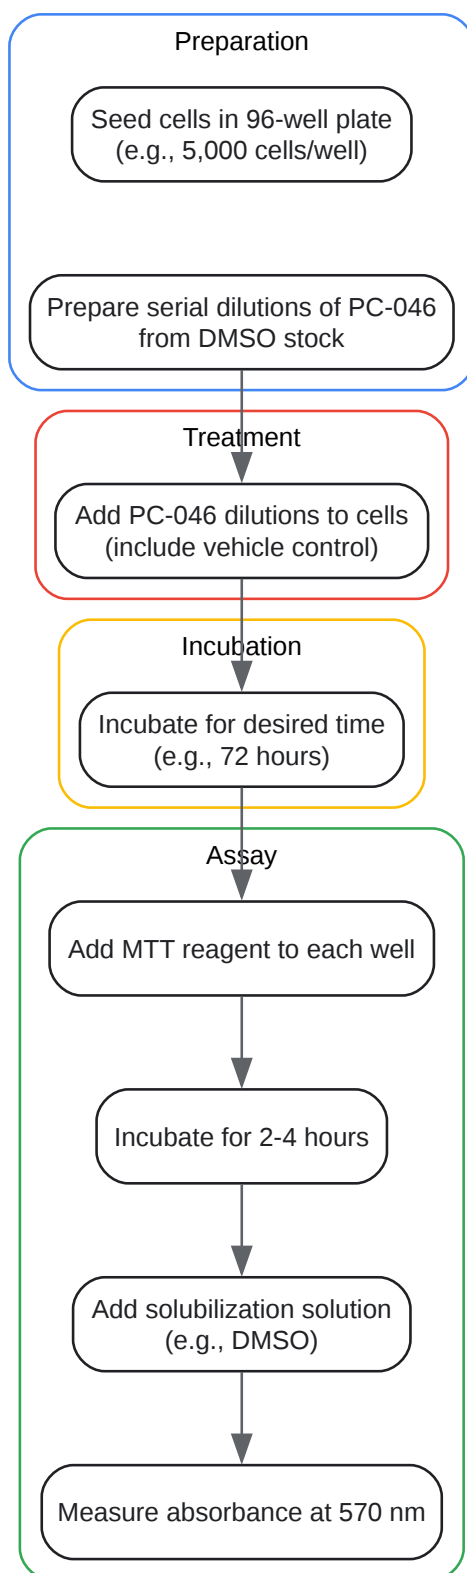 Preparation
Seed cells in 96-well plate
(e.g., 5,000 cells/well)
Prepare serial dilutions of PC-046
from DMSO stock
Treatment
Add PC-046 dilutions to cells
(include vehicle control)
Incubation
Incubate for desired time
(e.g., 72 hours)
Assay
Add MTT reagent to each well
Incubate for 2-4 hours
Add solubilization solution
(e.g., DMSO)
Measure absorbance at 570 nm